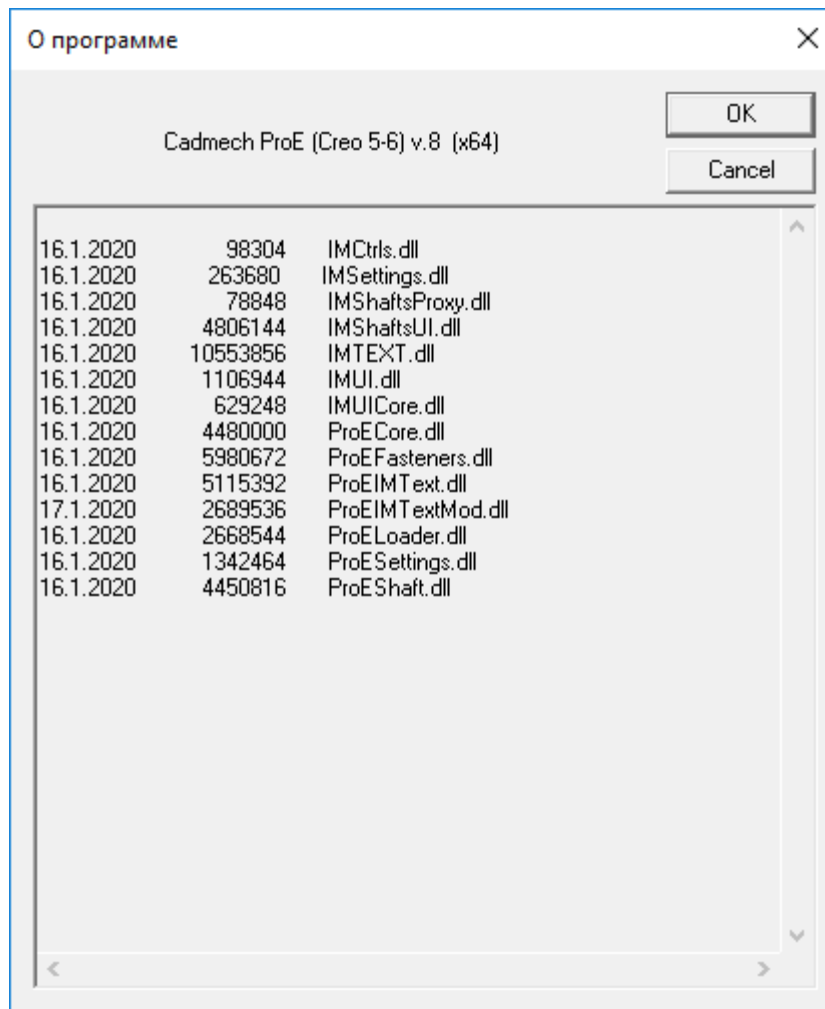 О программе
OK
Cadmech ProE (Creo 5-6) v.8 (x64)
Cancel
16.1.2020 98304 IMCtrls.dll
16.1.2020 263680 IMSettings.dll
16.1.2020 78848 IMShaftsProxy.dll
16.1.2020 4806144 IMShaftsUI.dll
16.1.2020 10553856 IMTEXT.dll
16.1.2020 1106944 IMUI.dll
16.1.2020 629248 IMUICore.dll
16.1.2020 4480000 ProECore.dll
16.1.2020 5980672 ProEFasteners.dll
16.1.2020 5115392 ProEIMText.dll
17.1.2020 2689536 ProEIMTextMod.dll
16.1.2020 2668544 ProELoader.dll
16.1.2020 1342464 ProESettings.dll
16.1.2020 4450816 ProEShaft.dll